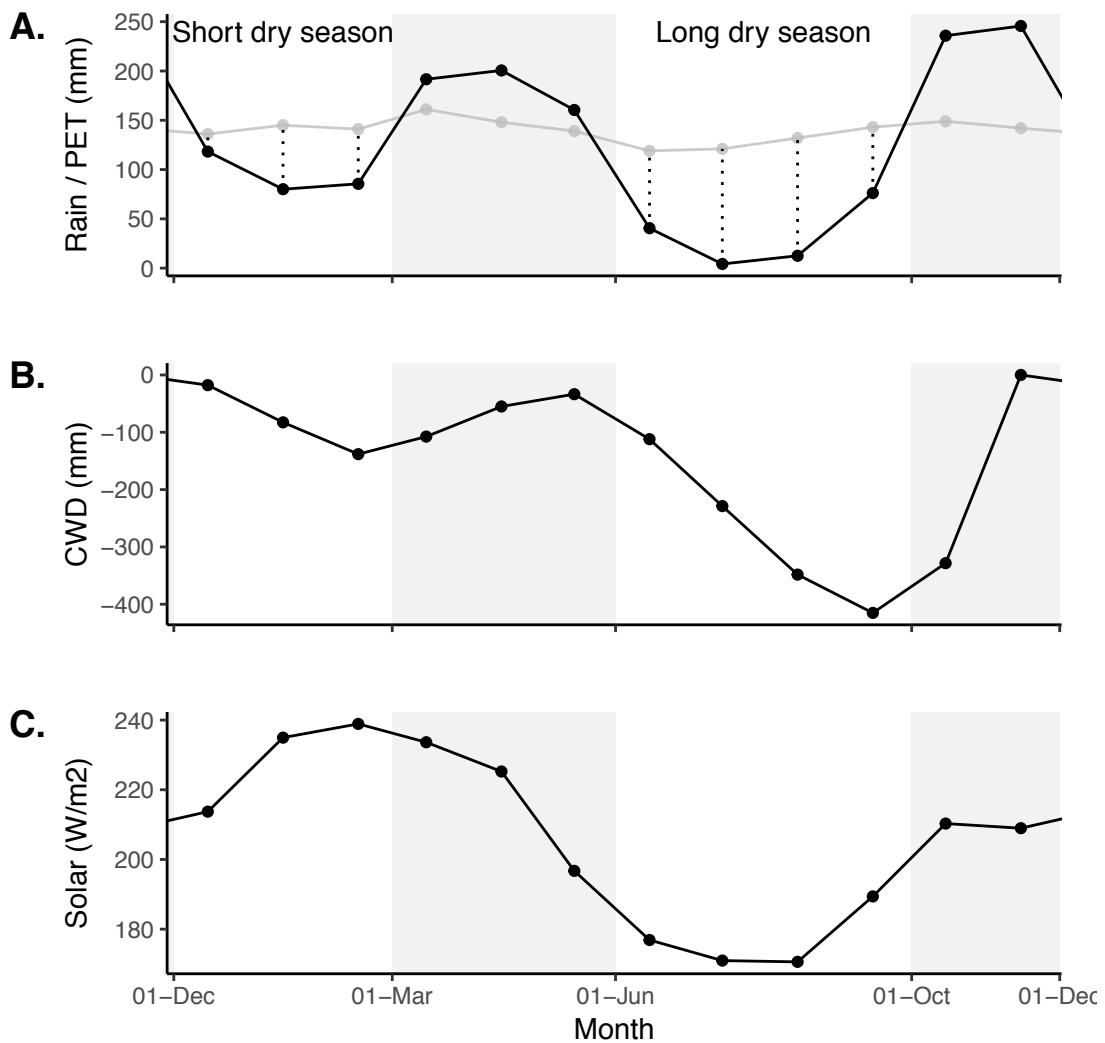 A.
Short dry season
Long dry season
Rain / PET (mm)
250
200
150
100
50
0
B.
CWD (mm)
0
−100
−200
−300
−400
C.
Solar (W/m2)
240
220
200
180
01−Dec 01−Mar 01−Jun 01−Oct 01−Dec
Month